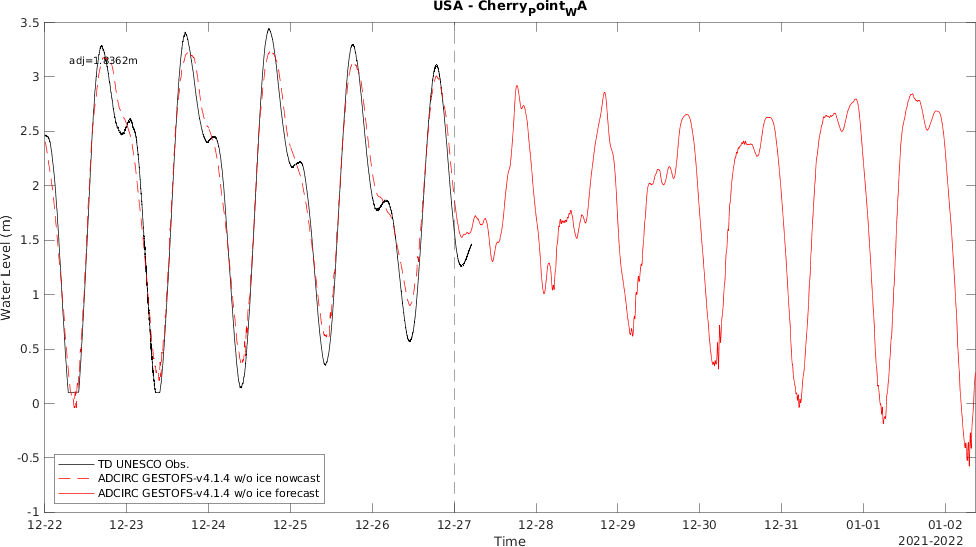 USA - CherryPointWA
adj=1.8362m
3.5
3
2.5
2
1.5
1
0.5
0
-0.5
-1
Water Level (m)
TD UNESCO Obs.
ADCIRC GESTOFS-v4.1.4 w/o ice nowcast
ADCIRC GESTOFS-v4.1.4 w/o ice forecast
12-22 12-23 12-24 12-25 12-26 12-27 12-28 12-29 12-30 12-31 01-01 01-02
Time
2021-2022